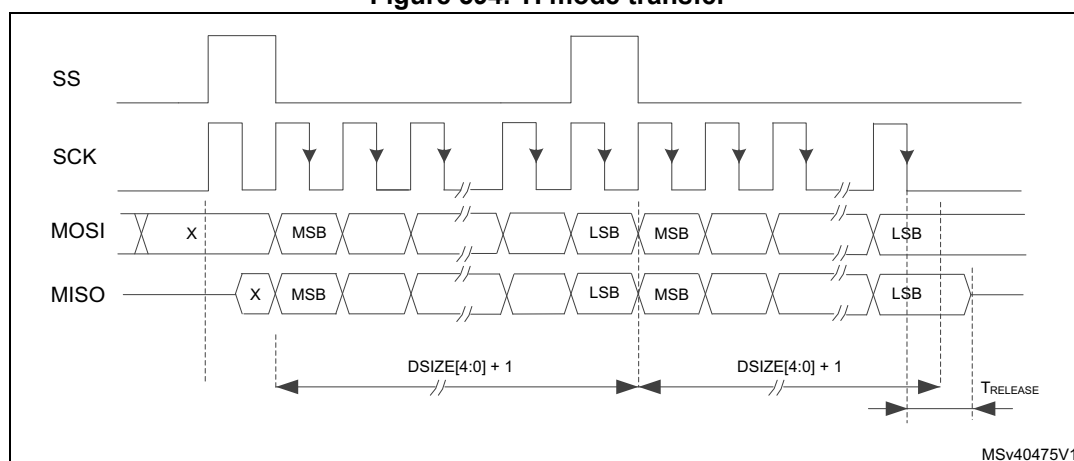 Figure 894. TI mode transfer
SS
SCK
MOSI X MSB LSB MSB LSB
MISO X MSB LSB MSB LSB
DSIZE[4:0] + 1 DSIZE[4:0] + 1
TRELEASE
MSv40475V1